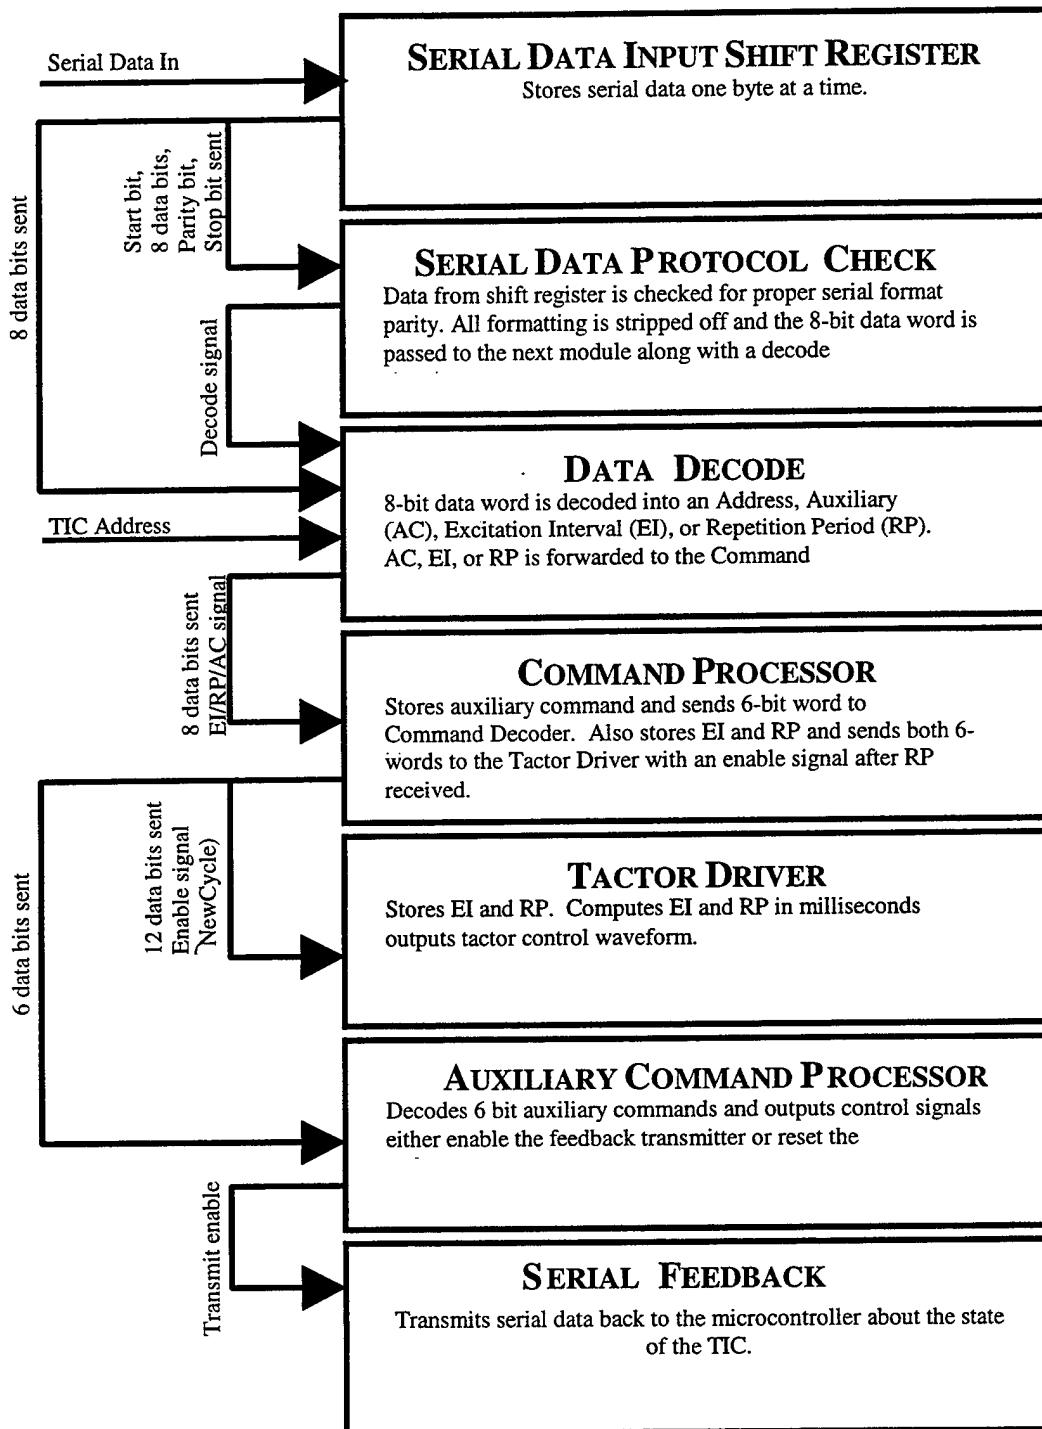 Serial Data In
SERIAL DATA INPUT SHIFT REGISTER
Stores serial data one byte at a time.
8 data bits sent
Start bit,
8 data bits,
Parity bit,
Stop bit sent
SERIAL DATA PROTOCOL CHECK
Data from shift register is checked for proper serial format
parity. All formatting is stripped off and the 8-bit data word is
passed to the next module along with a decode
Decode signal
DATA DECODE
8-bit data word is decoded into an Address, Auxiliary
(AC), Excitation Interval (EI), or Repetition Period (RP).
AC, EI, or RP is forwarded to the Command
TIC Address
8 data bits sent
EI/RP/AC signal
COMMAND PROCESSOR
Stores auxiliary command and sends 6-bit word to
Command Decoder. Also stores EI and RP and sends both 6-
words to the Tactor Driver with an enable signal after RP
received.
6 data bits sent
12 data bits sent
Enable signal
NewCycle)
TACTOR DRIVER
Stores EI and RP. Computes EI and RP in milliseconds
outputs tactor control waveform.
AUXILIARY COMMAND PROCESSOR
Decodes 6 bit auxiliary commands and outputs control signals
either enable the feedback transmitter or reset the
Transmit enable
SERIAL FEEDBACK
Transmits serial data back to the microcontroller about the state
of the TIC.